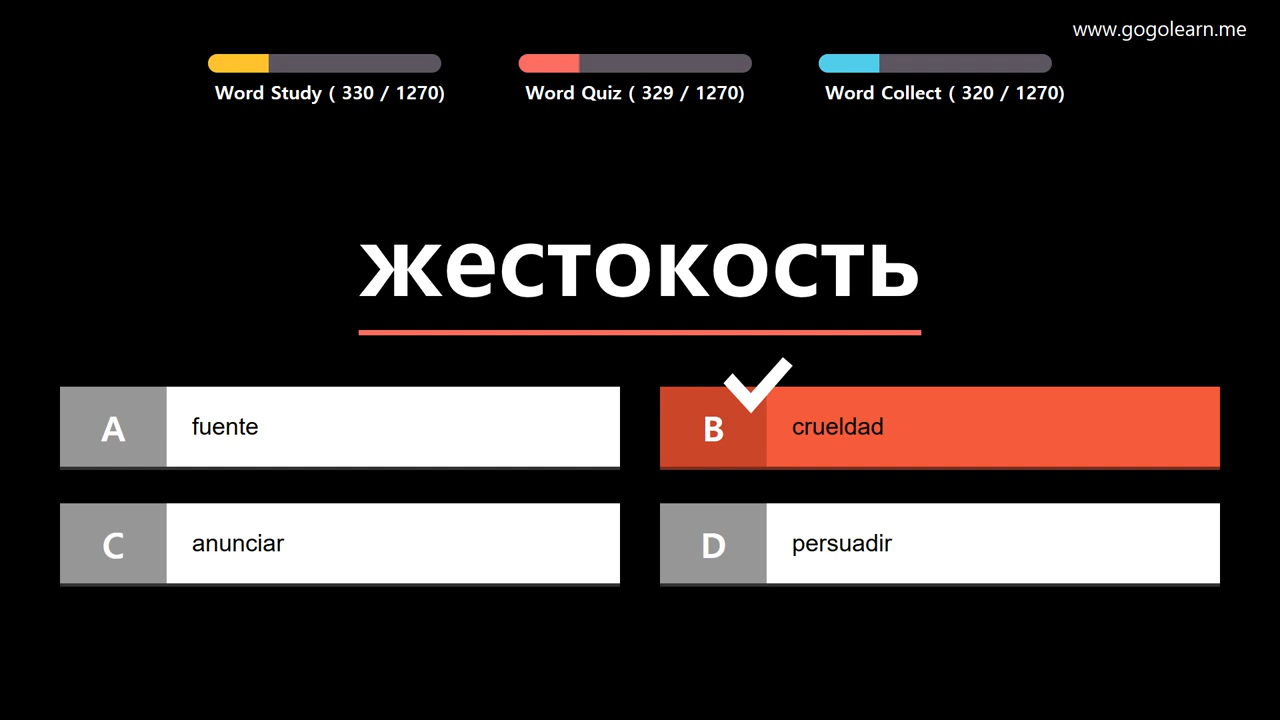 www.gogolearn.me
Word Study ( 330 / 1270)
Word Quiz ( 329 / 1270)
Word Collect ( 320 / 1270)
жестокость
A fuente
B crueldad
C anunciar
D persuadir